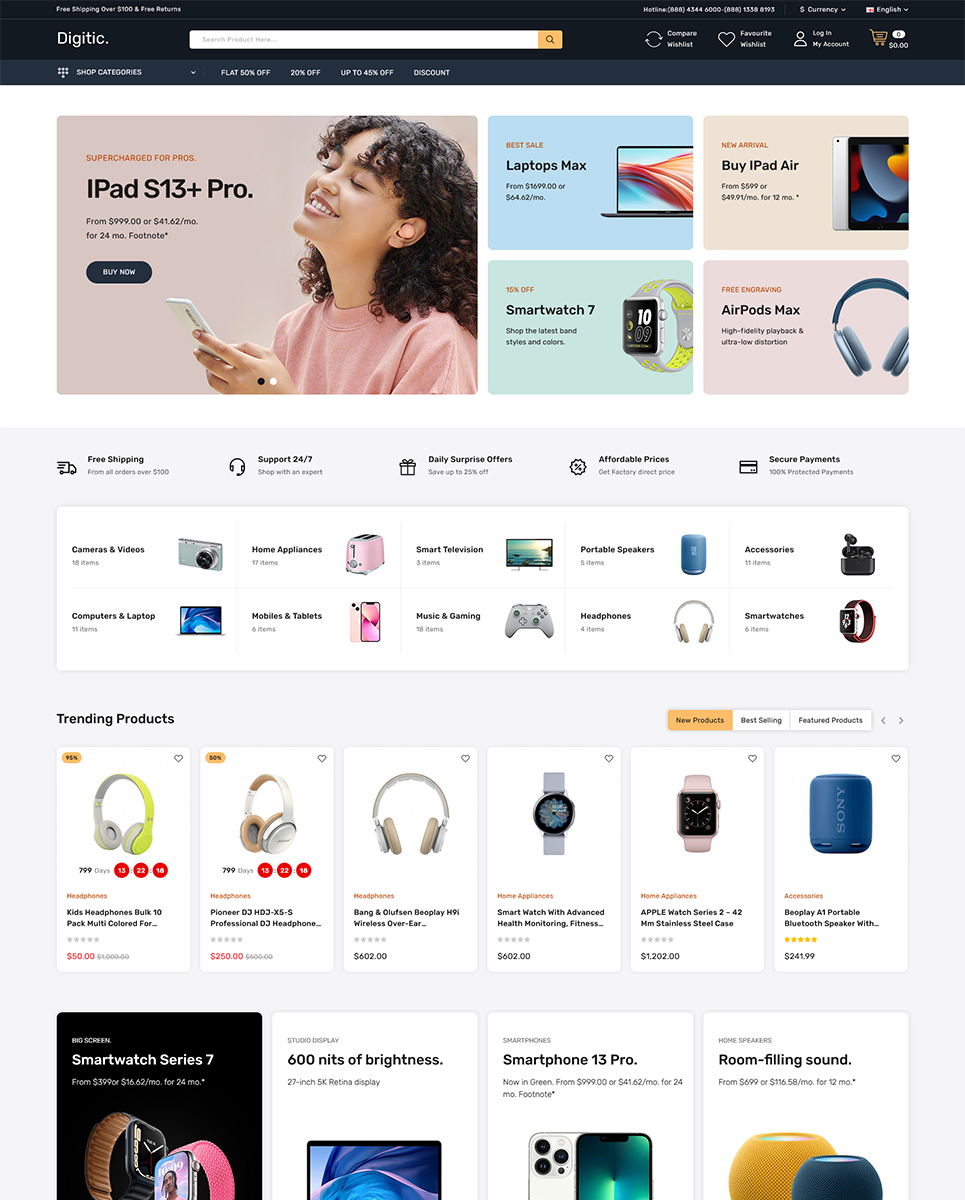 Free Shipping Over $100 & Free Returns
Hotline:(888) 4344 6000-(888) 1338 8193
$ Currency
English
Digitic.
Search Product Here...
Compare
Wishlist
Favourite
Wishlist
Log In
My Account
0
$0.00
SHOP CATEGORIES
FLAT 50% OFF
20% OFF
UP TO 45% OFF
DISCOUNT
SUPERCHARGED FOR PROS.
IPad S13+ Pro.
From $999.00 or $41.62/mo.
for 24 mo. Footnote*
BUY NOW
BEST SALE
Laptops Max
From $1699.00 or
$64.62/mo.
NEW ARRIVAL
Buy IPad Air
From $599 or
$49.91/mo. for 12 mo. *
15% OFF
Smartwatch 7
Shop the latest band
styles and colors.
10
09
FREE ENGRAVING
AirPods Max
High-fidelity playback &
ultra-low distortion
Free Shipping
From all orders over $100
Support 24/7
Shop with an expert
Daily Surprise Offers
Save up to 25% off
Affordable Prices
Get Factory direct price
Secure Payments
100% Protected Payments
Cameras & Videos
18 items
Home Appliances
17 items
Smart Television
3 items
Portable Speakers
5 items
Accessories
11 items
Computers & Laptop
11 items
Mobiles & Tablets
6 items
Music & Gaming
18 items
Headphones
4 items
Smartwatches
6 items
Trending Products
New Products
Best Selling
Featured Products
95%
799 Days 13 : 22 : 18
Headphones
Kids Headphones Bulk 10
Pack Multi Colored For...
$50.00 $1,000.00
50%
799 Days 13 : 22 : 18
Headphones
Pioneer DJ HDJ-X5-S
Professional DJ Headphone...
$250.00 $500.00
Headphones
Bang & Olufsen Beoplay H9i
Wireless Over-Ear...
$602.00
Home Appliances
Smart Watch With Advanced
Health Monitoring, Fitness...
$602.00
Home Appliances
APPLE Watch Series 2 – 42
Mm Stainless Steel Case
$1,202.00
SONY
Accessories
Beoplay A1 Portable
Bluetooth Speaker With...
$241.99
BIG SCREEN.
Smartwatch Series 7
From $399or $16.62/mo. for 24 mo.*
STUDIO DISPLAY
600 nits of brightness.
27-inch 5K Retina display
SMARTPHONES
Smartphone 13 Pro.
Now in Green. From $999.00 or $41.62/mo. for 24
mo. Footnote*
HOME SPEAKERS
Room-filling sound.
From $699 or $116.58/mo. for 12 mo.*